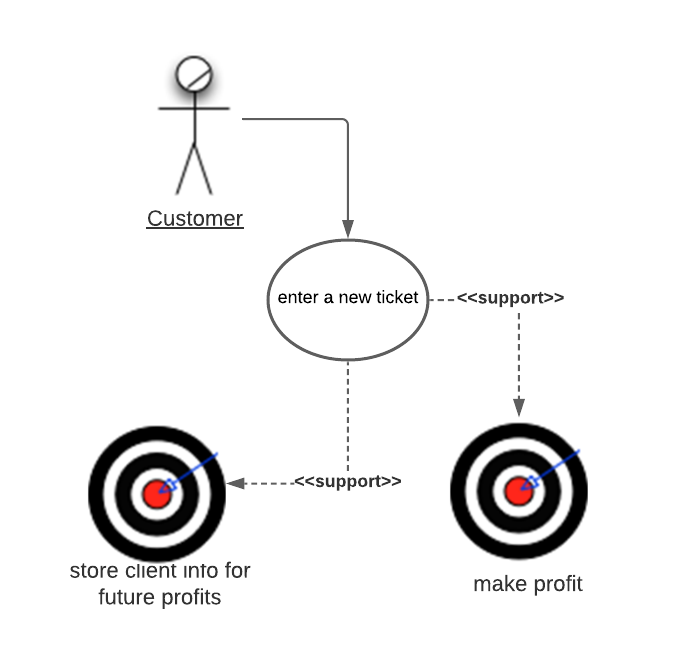 Customer
enter a new ticket
<<support>>
<<support>>
store client info for
future profits
make profit